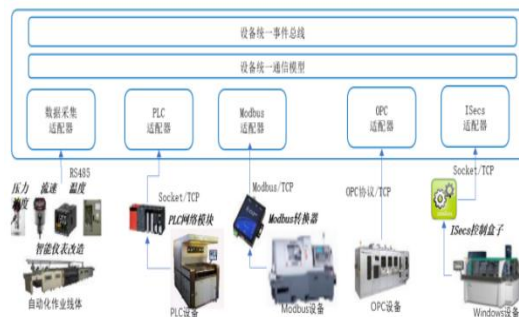 设备统一事件总线
设备统一通信模型
数据采集
适配器
PLC
适配器
Modbus
适配器
OPC
适配器
ISecs
适配器
RS485
压力 流速 温度
Socket/TCP
Modbus/TCP
OPC协议/TCP
Socket/TCP
PLC网络模块
Modbus转换器
ISecs控制盒子
智能仪表改造
自动化作业线体
PLC设备
Modbus设备
OPC设备
Windows设备